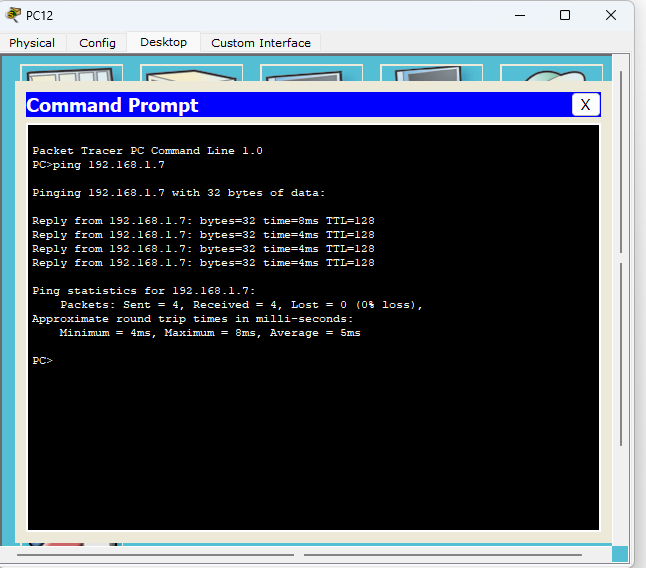 PC12
Physical Config Desktop Custom Interface
Command Prompt X
Packet Tracer PC Command Line 1.0
PC>ping 192.168.1.7
Pinging 192.168.1.7 with 32 bytes of data:
Reply from 192.168.1.7: bytes=32 time=8ms TTL=128
Reply from 192.168.1.7: bytes=32 time=4ms TTL=128
Reply from 192.168.1.7: bytes=32 time=4ms TTL=128
Reply from 192.168.1.7: bytes=32 time=4ms TTL=128
Ping statistics for 192.168.1.7:
    Packets: Sent = 4, Received = 4, Lost = 0 (0% loss),
Approximate round trip times in milli-seconds:
    Minimum = 4ms, Maximum = 8ms, Average = 5ms
PC>